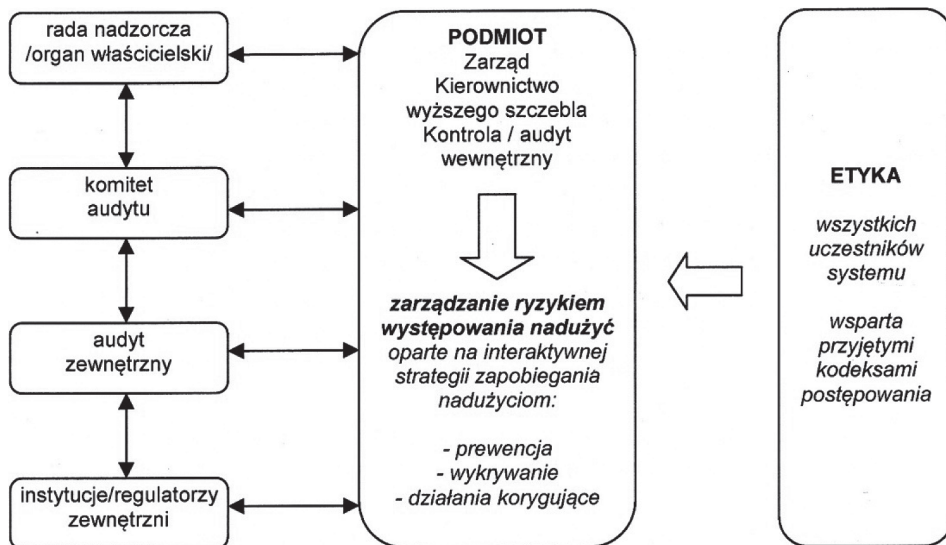 rada nadzorcza
/organ właścicielski/
komitet
audytu
audyt
zewnętrzny
instytucje/regulatorzy
zewnętrzni
PODMIOT
Zarząd
Kierownictwo
wyższego szczebla
Kontrola / audyt
wewnętrzny
zarządzanie ryzykiem
występowania nadużyć
oparte na interaktywnej
strategii zapobiegania
nadużyciom:
- prewencja
- wykrywanie
- działania korygujące
ETYKA
wszystkich
uczestników
systemu
wsparta
przyjętymi
kodeksami
postępowania